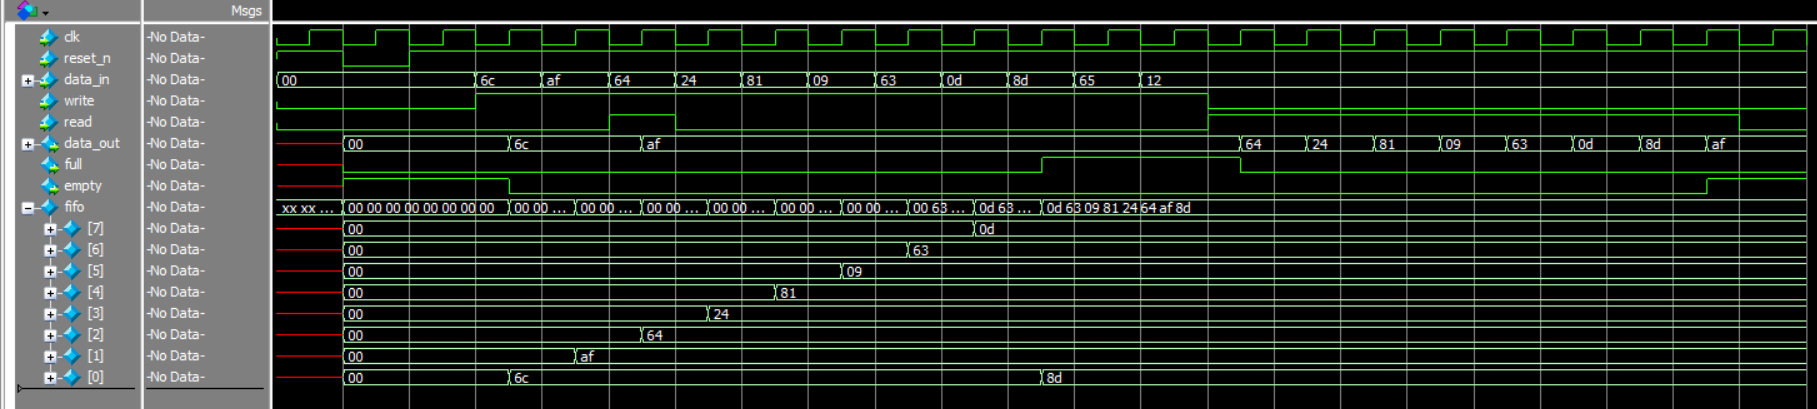 Msgs
clk -No Data-
reset_n -No Data-
data_in -No Data- 00 6c af 64 24 81 09 63 0d 8d 65 12
write -No Data-
read -No Data-
data_out -No Data- 00 6c af 64 24 81 09 63 0d 8d af
full -No Data-
empty -No Data-
fifo -No Data- xx xx ... 00 00 00 00 00 00 00 00 00 00 ... 00 00 ... 00 00 ... 00 00 ... 00 00 ... 00 00 ... 00 63 ... 0d 63 ... 0d 63 09 81 24 64 af 8d
[7] -No Data- 00 0d
[6] -No Data- 00 63
[5] -No Data- 00 09
[4] -No Data- 00 81
[3] -No Data- 00 24
[2] -No Data- 00 64
[1] -No Data- 00 af
[0] -No Data- 00 6c 8d